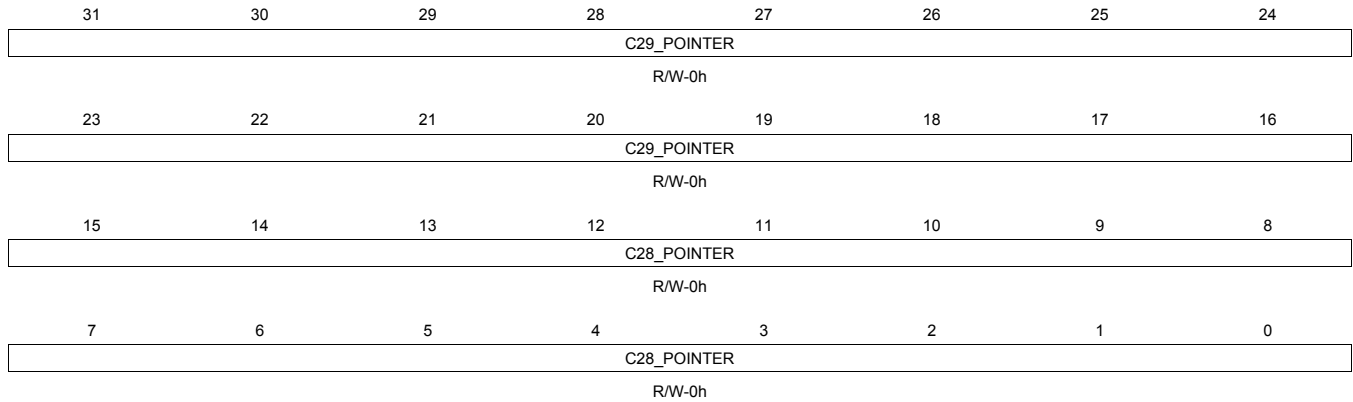 31 30 29 28 27 26 25 24
C29_POINTER
R/W-0h
23 22 21 20 19 18 17 16
C29_POINTER
R/W-0h
15 14 13 12 11 10 9 8
C28_POINTER
R/W-0h
7 6 5 4 3 2 1 0
C28_POINTER
R/W-0h